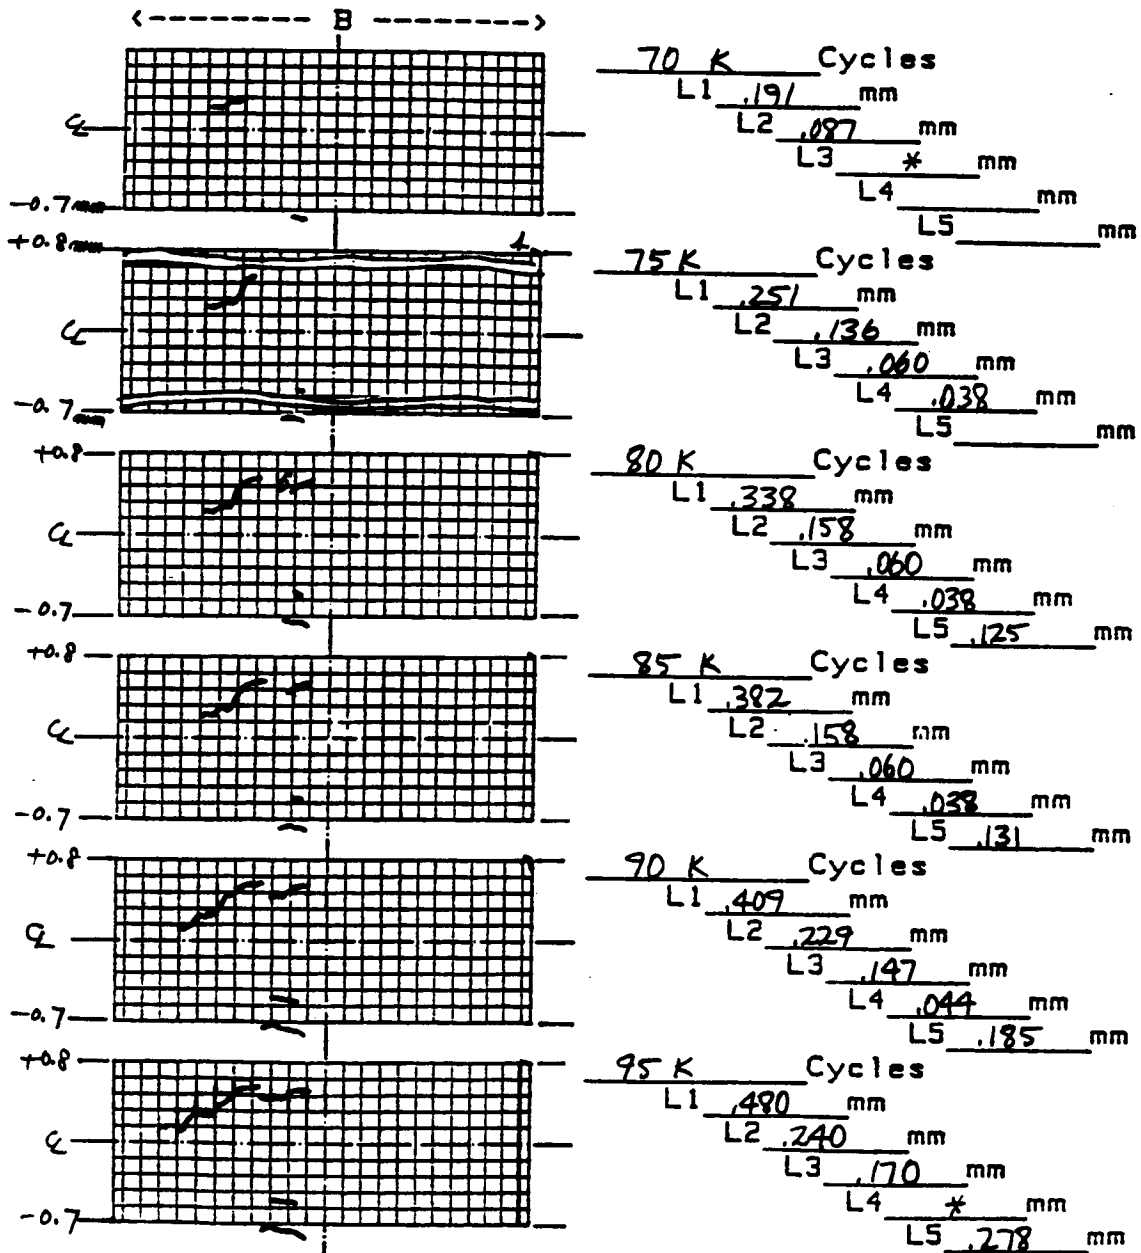 B
70 K Cycles
L1 .191 mm
L2 .087 mm
L3 * mm
L4 mm
L5 mm
℄
-0.7 mm
+0.8 mm
75 K Cycles
L1 .251 mm
L2 .136 mm
L3 .060 mm
L4 .038 mm
L5 mm
℄
-0.7 mm
+0.8
80 K Cycles
L1 .338 mm
L2 .158 mm
L3 .060 mm
L4 .038 mm
L5 .125 mm
℄
-0.7
+0.8
85 K Cycles
L1 .382 mm
L2 .158 mm
L3 .060 mm
L4 .038 mm
L5 .131 mm
℄
-0.7
+0.8
90 K Cycles
L1 .409 mm
L2 .229 mm
L3 .147 mm
L4 .044 mm
L5 .185 mm
℄
-0.7
+0.8
95 K Cycles
L1 .480 mm
L2 .240 mm
L3 .170 mm
L4 * mm
L5 .278 mm
℄
-0.7